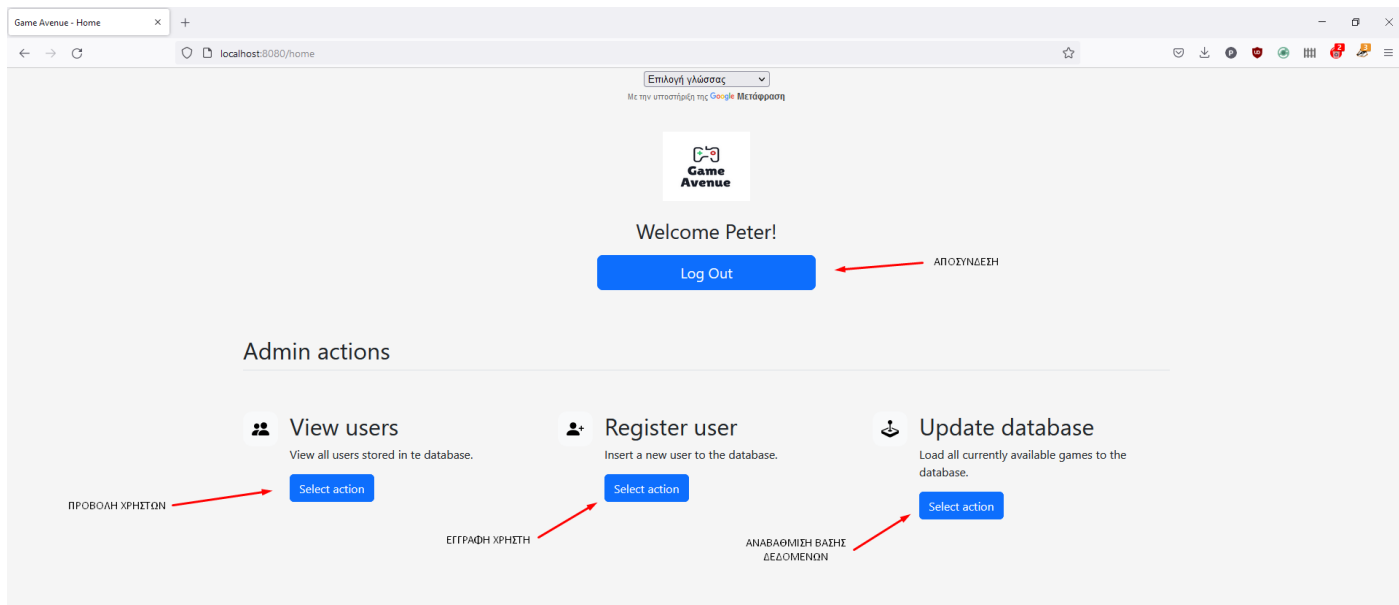 Game Avenue - Home
localhost:8080/home
2
3
Επιλογή γλώσσας
Με την υποστήριξη της Google Μετάφραση
Game
Avenue
Welcome Peter!
Log Out
ΑΠΟΣΥΝΔΕΣΗ
Admin actions
View users
View all users stored in te database.
Select action
ΠΡΟΒΟΛΗ ΧΡΗΣΤΩΝ
Register user
Insert a new user to the database.
Select action
ΕΓΓΡΑΦΗ ΧΡΗΣΤΗ
Update database
Load all currently available games to the
database.
Select action
ΑΝΑΒΑΘΜΙΣΗ ΒΑΣΗΣ
ΔΕΔΟΜΕΝΩΝ